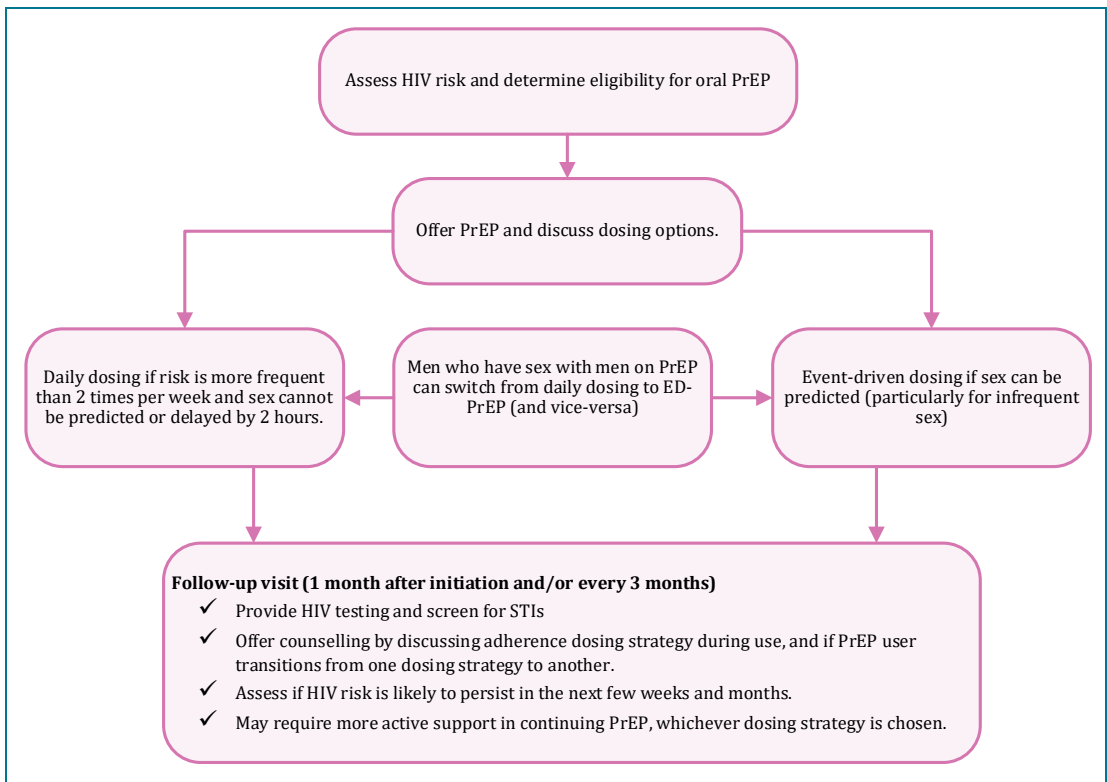 Assess HIV risk and determine eligibility for oral PrEP
Offer PrEP and discuss dosing options.
Daily dosing if risk is more frequent
than 2 times per week and sex cannot
be predicted or delayed by 2 hours.
Men who have sex with men on PrEP
can switch from daily dosing to ED-
PrEP (and vice-versa)
Event-driven dosing if sex can be
predicted (particularly for infrequent
sex)
Follow-up visit (1 month after initiation and/or every 3 months)
✓ Provide HIV testing and screen for STIs
✓ Offer counselling by discussing adherence dosing strategy during use, and if PrEP user
transitions from one dosing strategy to another.
✓ Assess if HIV risk is likely to persist in the next few weeks and months.
✓ May require more active support in continuing PrEP, whichever dosing strategy is chosen.